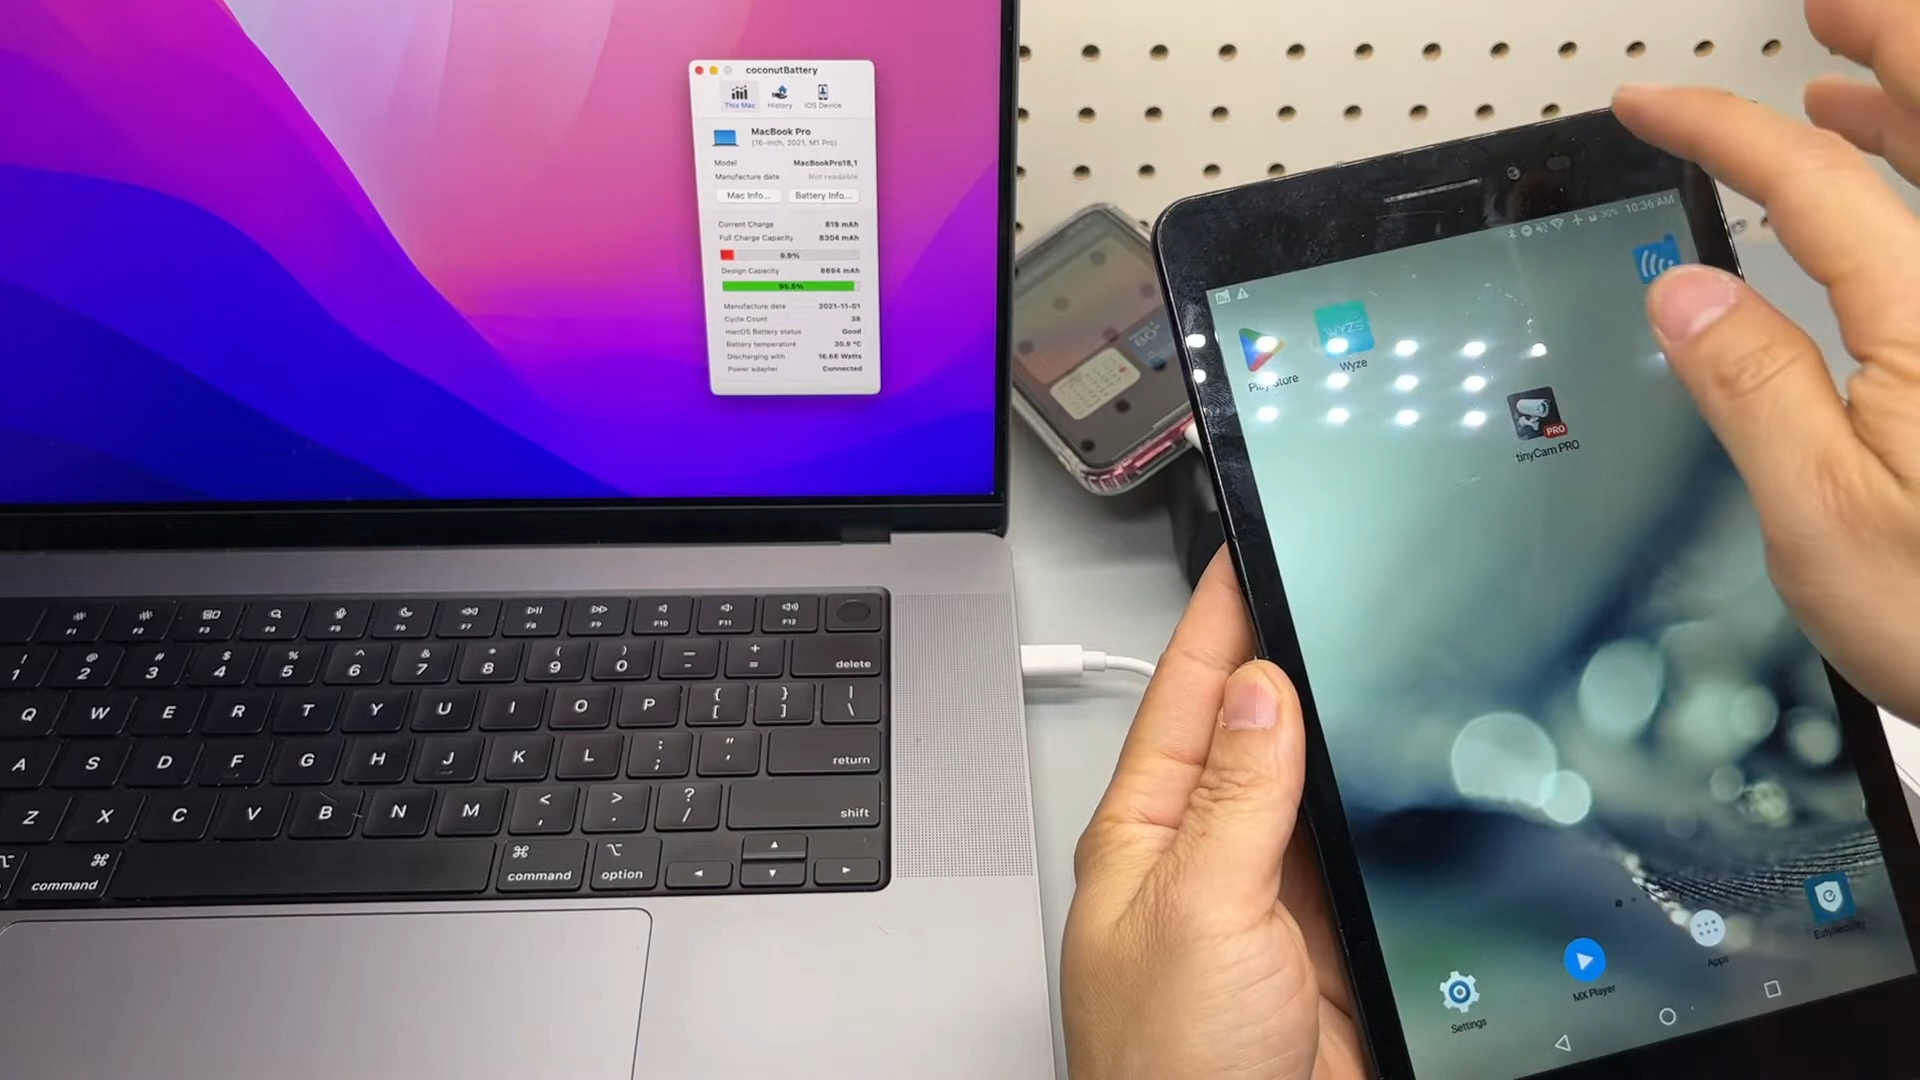 coconutBattery
This Mac History iOS Device
MacBook Pro
(16-inch, 2021, M1 Pro)
Model MacBookPro18,1
Manufacture date Not readable
Mac Info... Battery Info...
Current Charge 819 mAh
Full Charge Capacity 8304 mAh
9.9%
Design Capacity 8694 mAh
95.5%
Manufacture date 2021-11-01
Cycle Count 38
macOS Battery status Good
Battery temperature 30.9 °C
Discharging with 16.66 Watts
Power adapter Connected
F1 F2 F3 F4 F5 F6 F7 F8 F9 F10 F11 F12
! @ # $ % ^ & * ( ) — +
1 2 3 4 5 6 7 8 9 0 - = delete
Q W E R T Y U I O P { [ } ] | \
A S D F G H J K L : ; " ' return
Z X C V B N M < , > . ? / shift
⌥ ⌘ ⌘ ⌥
command command option
30% 10:36 AM
Play Store
WYZE
Wyze
PRO
tinyCam PRO
EufySecurity
Apps
MX Player
Settings